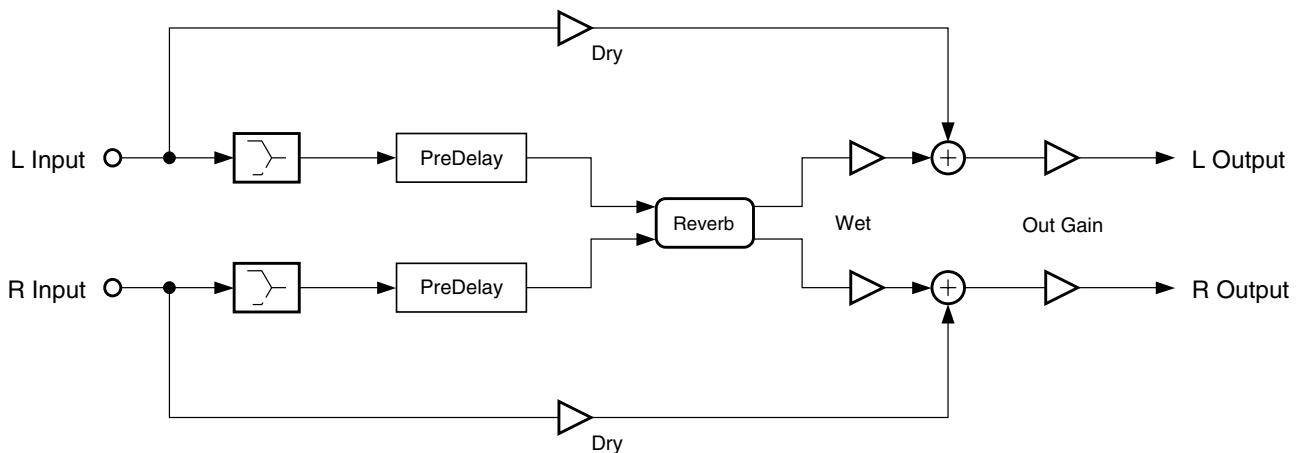 Dry
L Input
PreDelay
L Output
Reverb
Wet
Out Gain
R Input
PreDelay
R Output
Dry